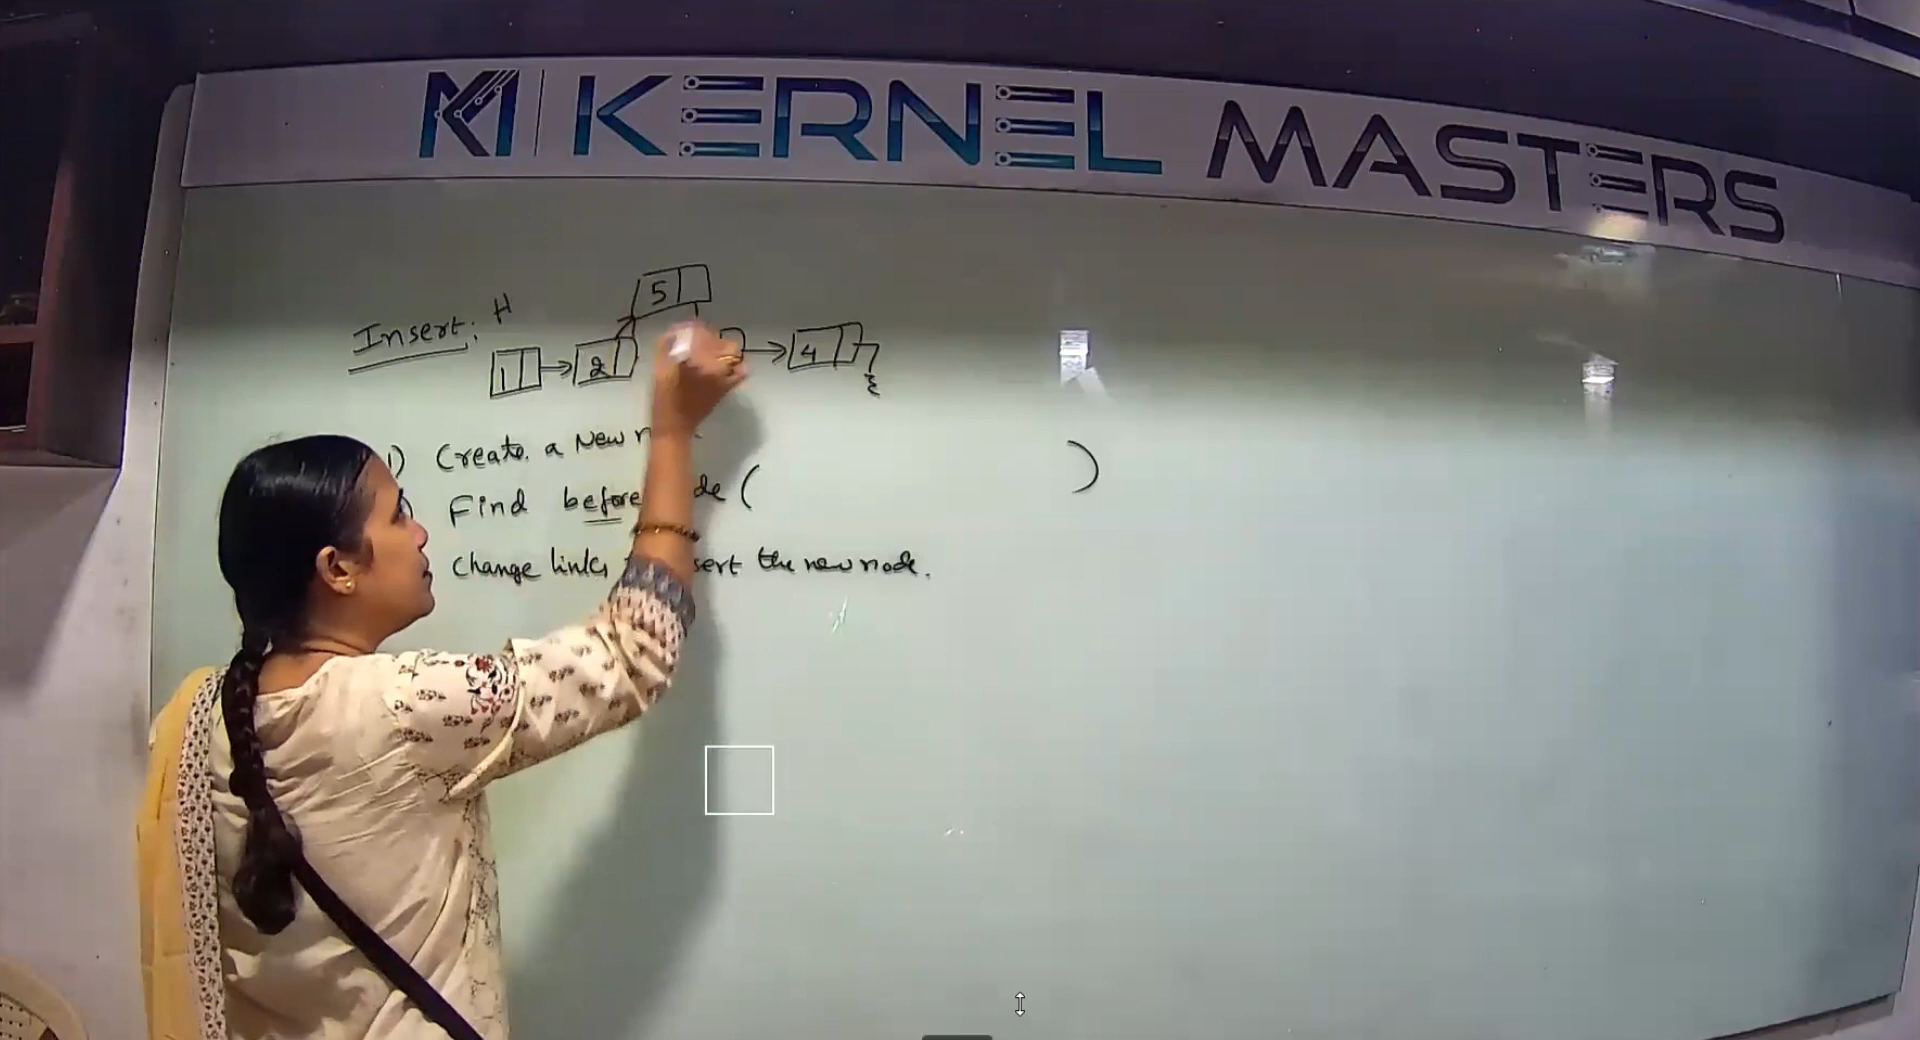 KM KERNEL MASTERS
Insert: H
5
1 2 4
1) Create. a New
Find before de ( )
Change links sert the new node.